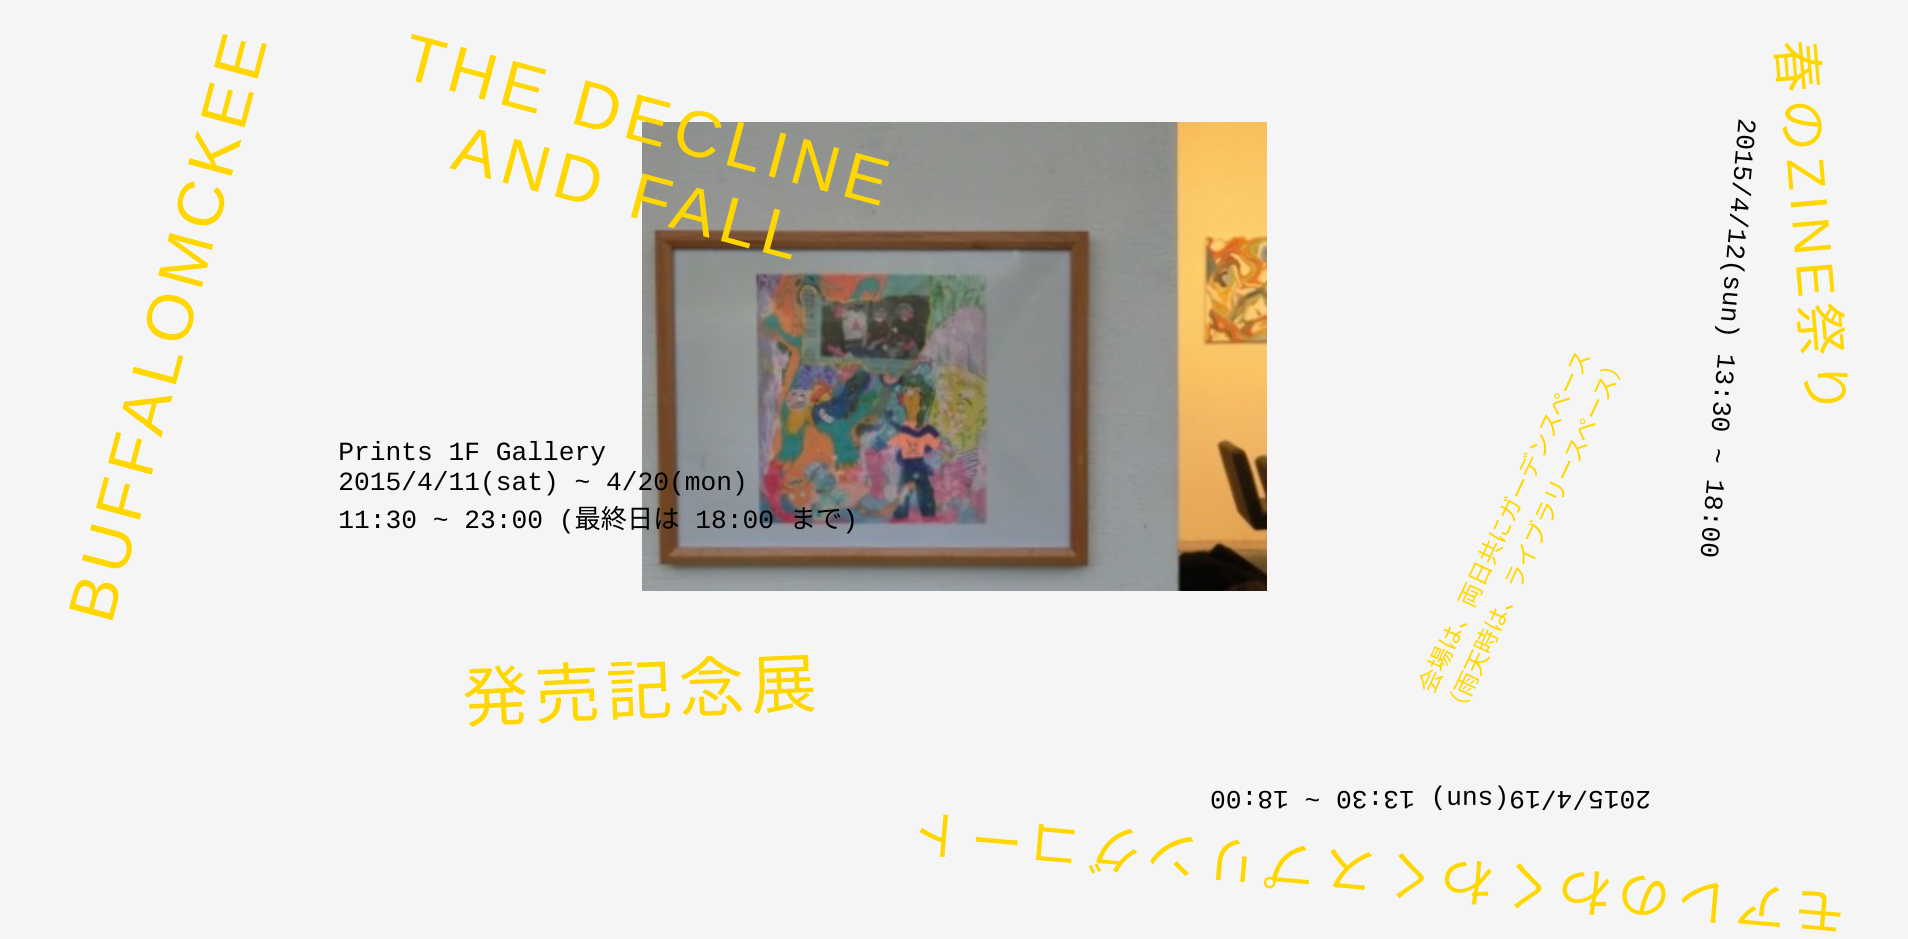 BUFFALOMCKEE
THE DECLINE
AND FALL
発売記念展
Prints 1F Gallery
2015/4/11(sat) ~ 4/20(mon)
11:30 ~ 23:00 (最終日は 18:00 まで)
春のZINE祭り
2015/4/12(sun) 13:30 ~ 18:00
会場は、両日共にガーデンスペース
(雨天時は、ライブラリースペース)
2015/4/19(sun) 13:30 ~ 18:00
モアレのわくわくスプリングコート